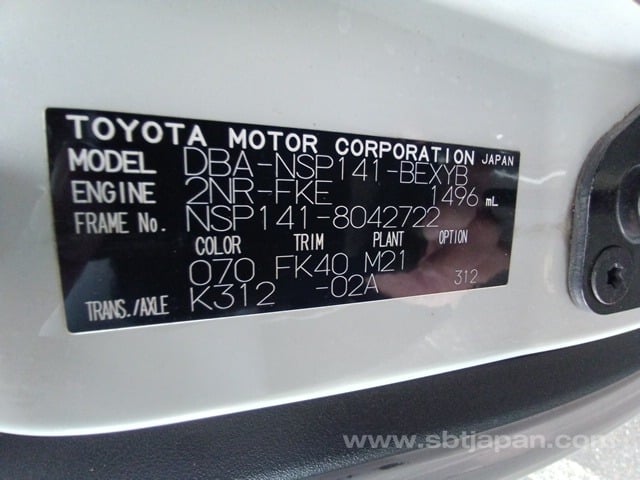 TOYOTA MOTOR CORPORATION JAPAN
MODEL DBA-NSP141-BEXYB
ENGINE 2NR-FKE 1496 mL
FRAME No. NSP141-8042722
COLOR TRIM PLANT OPTION
070 FK40 M21 312
TRANS./AXLE K312 -02A
www.sbtjapan.com